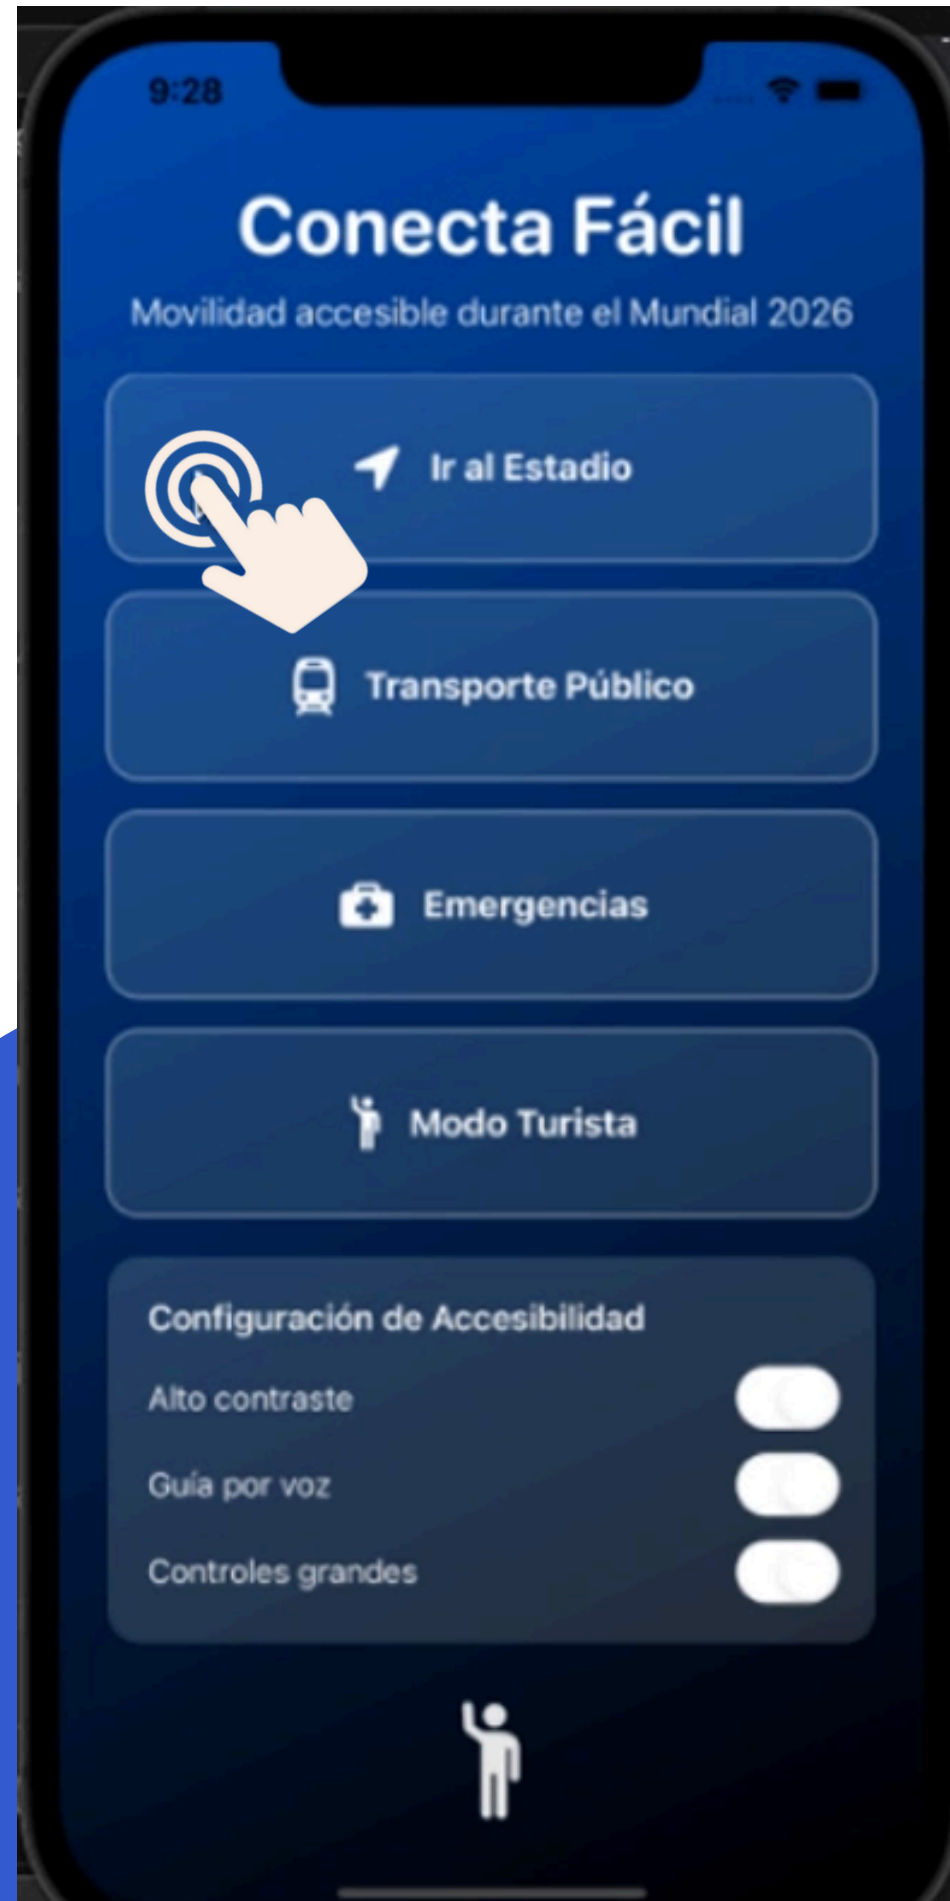 9:28
Conecta Fácil
Movilidad accesible durante el Mundial 2026
Ir al Estadio
Transporte Público
Emergencias
Modo Turista
Configuración de Accesibilidad
Alto contraste
Guía por voz
Controles grandes